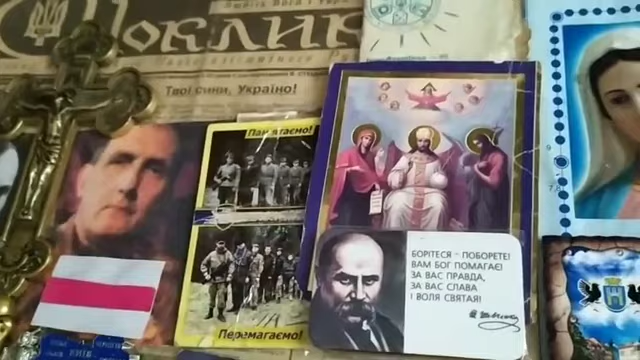 Поклик
Твої сини, Україно!
Пам'ятаємо!
Перемагаємо!
БОРІТЕСЯ - ПОБОРЕТЕ!
ВАМ БОГ ПОМАГАЄ!
ЗА ВАС ПРАВДА,
ЗА ВАС СЛАВА
І ВОЛЯ СВЯТАЯ!
КИЇВ